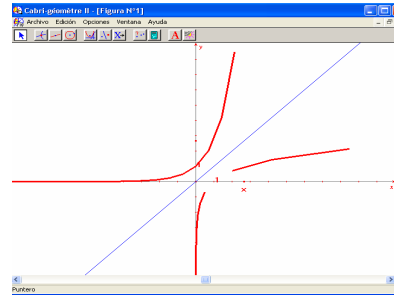 Cabri-géomètre II - [Figura Nº1]
Archivo Edición Opciones Ventana Ayuda
A
y
1
1
x
x
Puntero